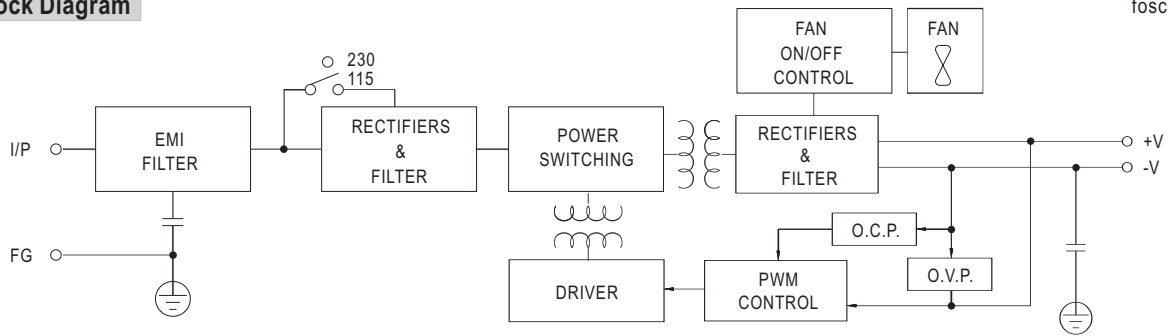 ock Diagram
fosc
230
115
I/P
EMI
FILTER
RECTIFIERS
&
FILTER
POWER
SWITCHING
FAN
ON/OFF
CONTROL
FAN
RECTIFIERS
&
FILTER
+V
-V
FG
DRIVER
PWM
CONTROL
O.C.P.
O.V.P.